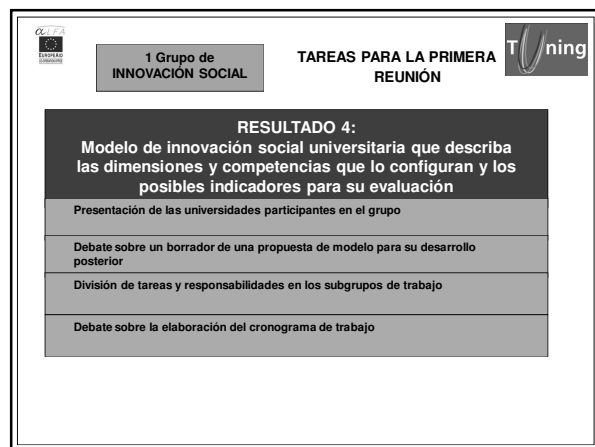 αLFA
EUROPEAID
1 Grupo de
INNOVACIÓN SOCIAL
TAREAS PARA LA PRIMERA
REUNIÓN
Tuning
RESULTADO 4:
Modelo de innovación social universitaria que describa
las dimensiones y competencias que lo configuran y los
posibles indicadores para su evaluación
Presentación de las universidades participantes en el grupo
Debate sobre un borrador de una propuesta de modelo para su desarrollo
posterior
División de tareas y responsabilidades en los subgrupos de trabajo
Debate sobre la elaboración del cronograma de trabajo